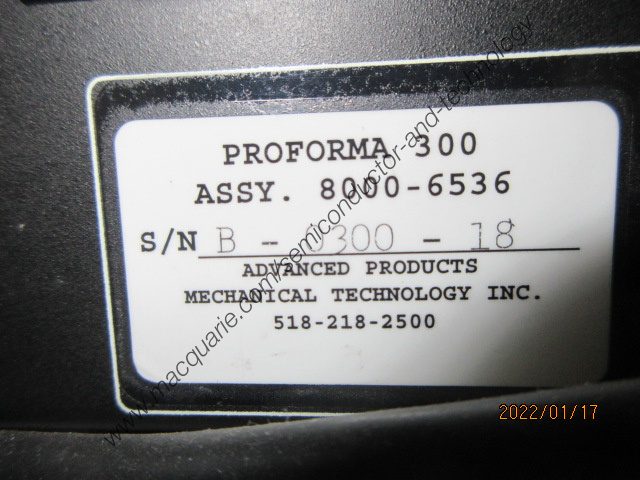 PROFORMA 300
ASSY. 8000-6536
S/N B - 0300 - 18
ADVANCED PRODUCTS
MECHANICAL TECHNOLOGY INC.
518-218-2500
www.macquarie.com/semiconductor-and-technology
2022/01/17